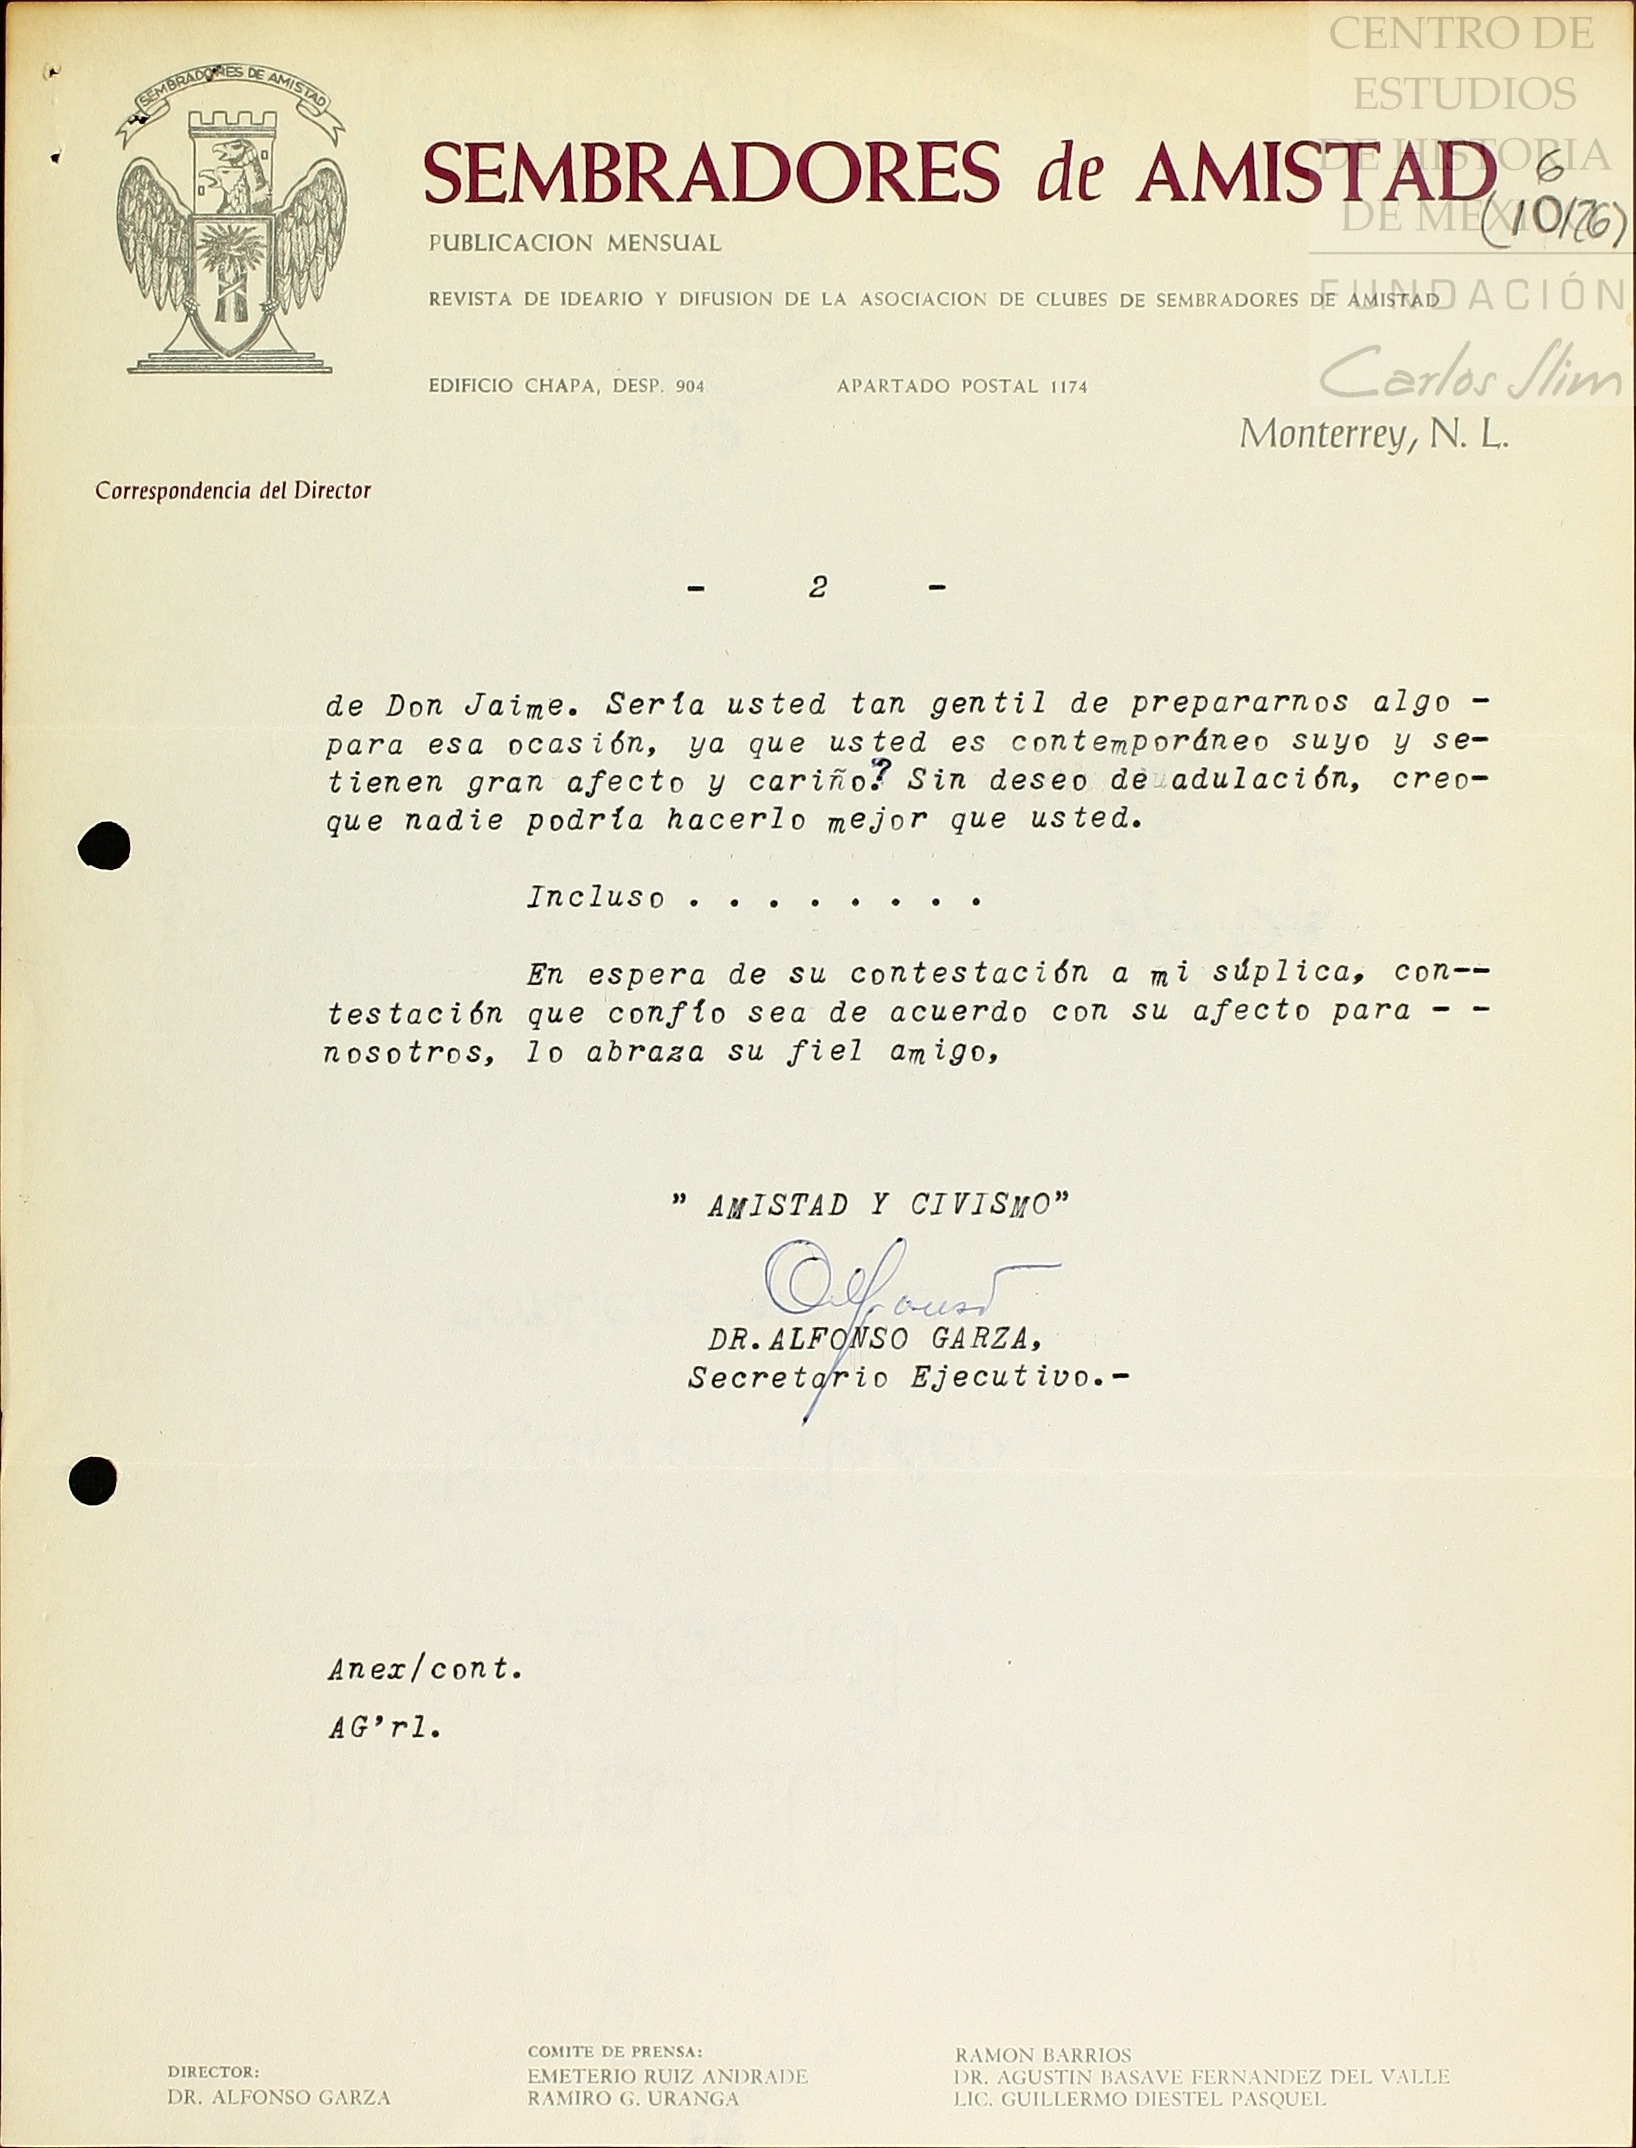 SEMBRADORES DE AMISTAD
CENTRO DE
ESTUDIOS
DE HISTORIA
DE MÉXICO
FUNDACIÓN
Carlos Slim
SEMBRADORES de AMISTAD
6
(10/76)
PUBLICACION MENSUAL
REVISTA DE IDEARIO Y DIFUSION DE LA ASOCIACION DE CLUBES DE SEMBRADORES DE AMISTAD
EDIFICIO CHAPA, DESP. 904 APARTADO POSTAL 1174
Monterrey, N. L.
Correspondencia del Director
- 2 -
de Don Jaime. Sería usted tan gentil de prepararnos algo -
para esa ocasión, ya que usted es contemporáneo suyo y se-
tienen gran afecto y cariño? Sin deseo de adulación, creo-
que nadie podría hacerlo mejor que usted.
Incluso . . . . . . . .
En espera de su contestación a mi súplica, con--
testación que confío sea de acuerdo con su afecto para - -
nosotros, lo abraza su fiel amigo,
" AMISTAD Y CIVISMO"
Alfonso
DR. ALFONSO GARZA,
Secretario Ejecutivo.-
Anex/cont.
AG'rl.
DIRECTOR:
DR. ALFONSO GARZA
COMITE DE PRENSA:
EMETERIO RUIZ ANDRADE
RAMIRO G. URANGA
RAMON BARRIOS
DR. AGUSTIN BASAVE FERNANDEZ DEL VALLE
LIC. GUILLERMO DIESTEL PASQUEL